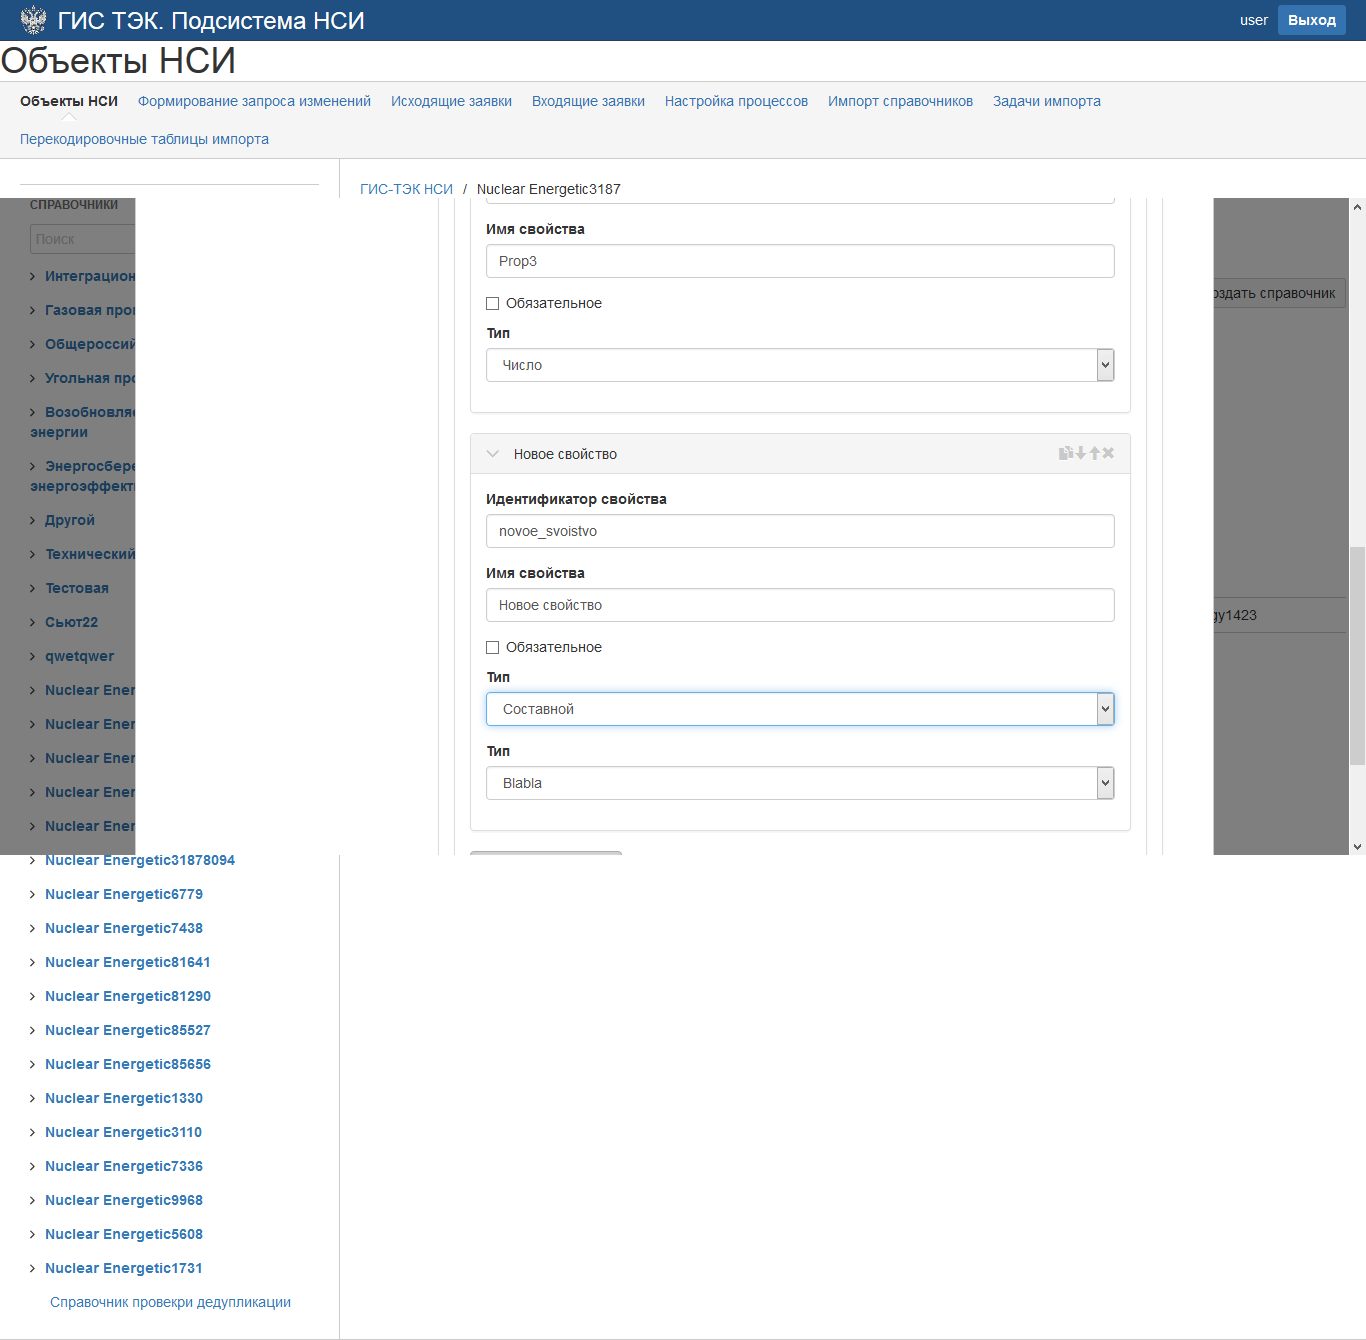 ГИС ТЭК. Подсистема НСИ
user
Выход
Объекты НСИ
Объекты НСИ
Формирование запроса изменений
Исходящие заявки
Входящие заявки
Настройка процессов
Импорт справочников
Задачи импорта
Перекодировочные таблицы импорта
ГИС-ТЭК НСИ / Nuclear Energetic3187
СПРАВОЧНИКИ
Поиск
Интеграцион
Газовая про
Общероссий
Угольная про
Возобновляе
энергии
Энергосбере
энергоэффект
Другой
Технический
Тестовая
Сьют22
qwetqwer
Nuclear Ener
Nuclear Ener
Nuclear Ener
Nuclear Ener
Nuclear Ener
Nuclear Energetic31878094
Nuclear Energetic6779
Nuclear Energetic7438
Nuclear Energetic81641
Nuclear Energetic81290
Nuclear Energetic85527
Nuclear Energetic85656
Nuclear Energetic1330
Nuclear Energetic3110
Nuclear Energetic7336
Nuclear Energetic9968
Nuclear Energetic5608
Nuclear Energetic1731
Справочник провекри дедупликации
Имя свойства
Prop3
Обязательное
Тип
Число
Новое свойство
Идентификатор свойства
novoe_svoistvo
Имя свойства
Новое свойство
Обязательное
Тип
Составной
Тип
Blabla
оздать справочник
gy1423